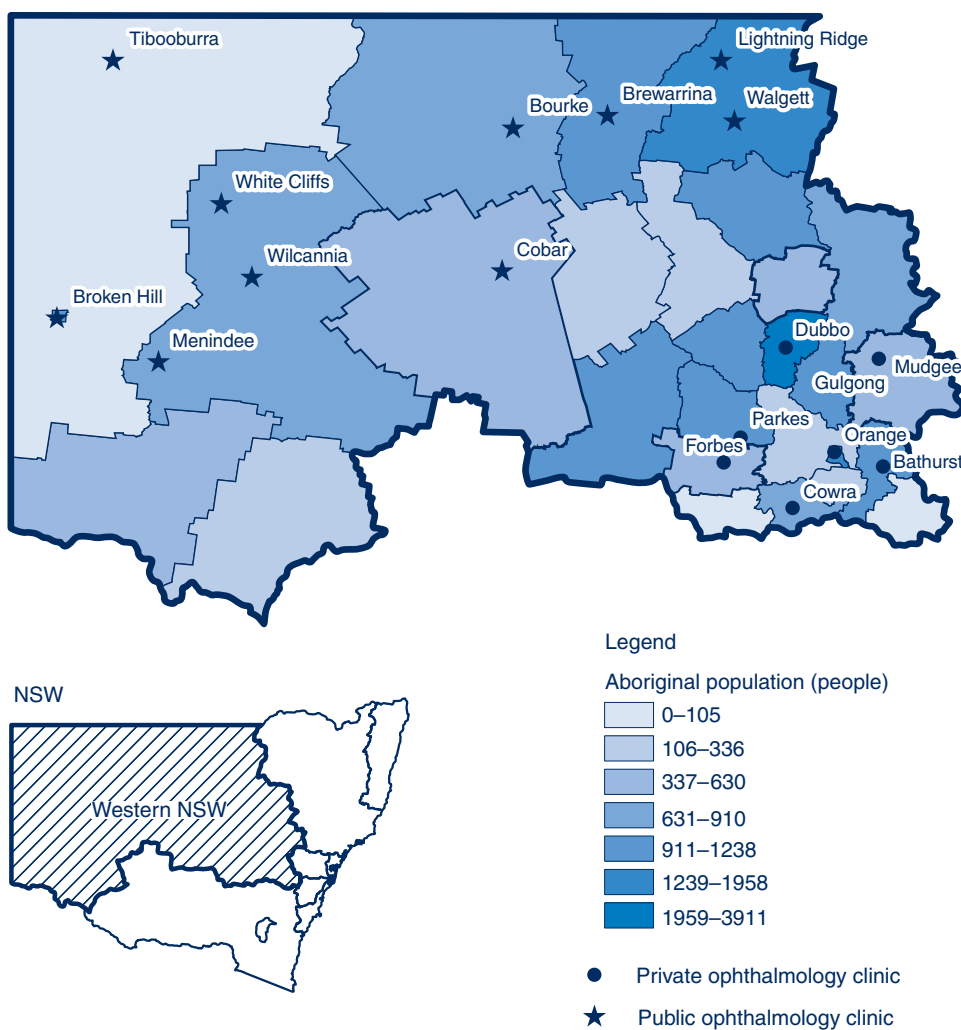 Tibooburra
Lightning Ridge
Bourke
Brewarrina
Walgett
White Cliffs
Wilcannia
Cobar
Broken Hill
Menindee
Dubbo
Mudgee
Gulgong
Parkes
Forbes
Orange
Bathurst
Cowra
Legend
Aboriginal population (people)
0–105
106–336
337–630
631–910
911–1238
1239–1958
1959–3911
Private ophthalmology clinic
Public ophthalmology clinic
NSW
Western NSW